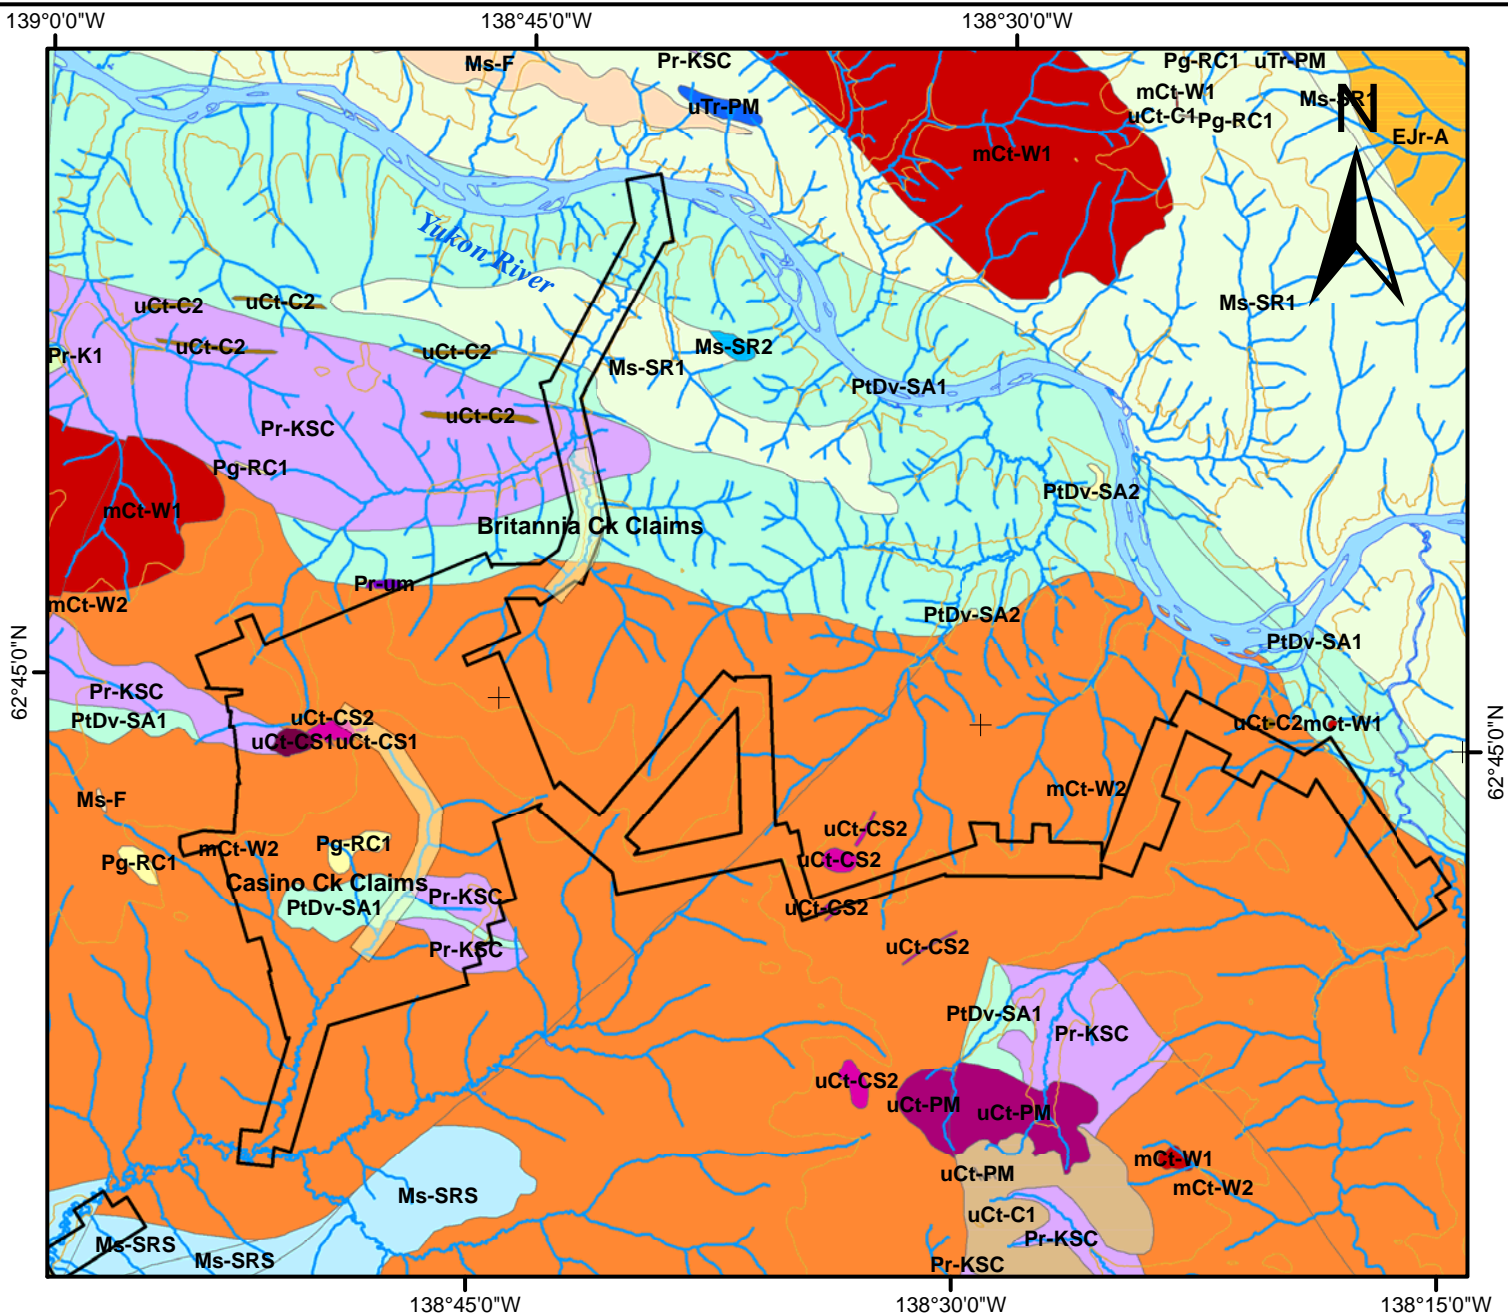 139°0'0"W
138°45'0"W
138°30'0"W
Ms-F
Pr-KSC
Pg-RC1
uTr-PM
mCt-W1
Ms-SR1
N
uTr-PM
uCt-C1
Pg-RC1
EJr-A
mCt-W1
Yukon River
uCt-C2
uCt-C2
Ms-SR1
uCt-C2
uCt-C2
Ms-SR2
Pr-K1
Ms-SR1
PtDv-SA1
uCt-C2
Pr-KSC
Pg-RC1
PtDv-SA2
mCt-W1
Britannia Ck Claims
Pr-um
mCt-W2
PtDv-SA2
PtDv-SA1
62°45'0"N
Pr-KSC
PtDv-SA1
uCt-CS2
uCt-C2
mCt-W1
uCt-CS1
uCt-CS1
62°45'0"N
mCt-W2
Ms-F
uCt-CS2
Pg-RC1
mCt-W2
Pg-RC1
uCt-CS2
Casino Ck Claims
Pr-KSC
PtDv-SA1
uCt-CS2
Pr-KSC
uCt-CS2
PtDv-SA1
Pr-KSC
uCt-CS2
uCt-PM
uCt-PM
mCt-W1
uCt-PM
mCt-W2
Ms-SRS
uCt-C1
Pr-KSC
Ms-SRS
Ms-SRS
Pr-KSC
138°45'0"W
138°30'0"W
138°15'0"W